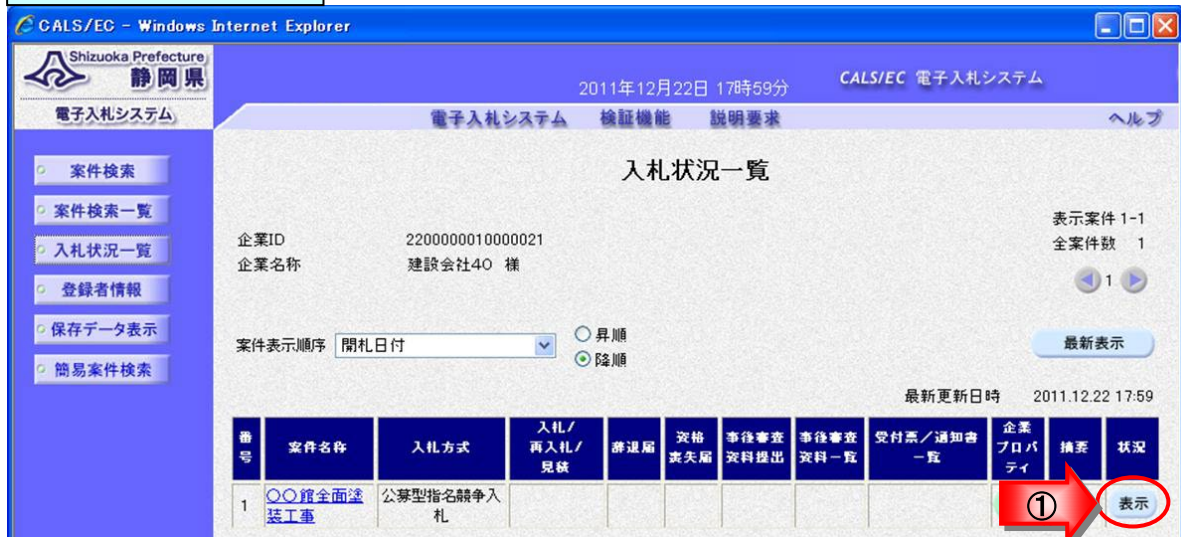 CALS/EC - Windows Internet Explorer
Shizuoka Prefecture
静岡県
電子入札システム
2011年12月22日 17時59分
CALS/EC 電子入札システム
電子入札システム 検証機能 説明要求 ヘルプ
案件検索
案件検索一覧
入札状況一覧
登録者情報
保存データ表示
簡易案件検索
入札状況一覧
表示案件 1-1
全案件数 1
1
企業ID 2200000010000021
企業名称 建設会社40 様
案件表示順序 開札日付
昇順
降順
最新表示
最新更新日時 2011.12.22 17:59
番号 案件名称 入札方式 入札/再入札/見積 辞退届 資格喪失届 事後審査資料提出 事後審査資料一覧 受付票/通知書一覧 企業プロパティ 摘要 状況
1 〇〇館全面塗装工事 公募型指名競争入札 ① 表示